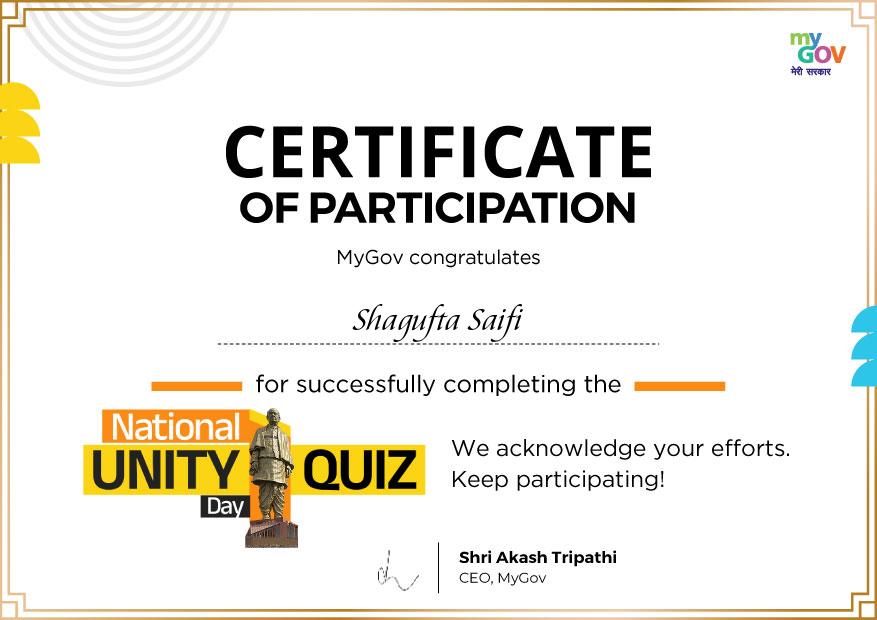 my
GOV
मेरी सरकार
CERTIFICATE
OF PARTICIPATION
MyGov congratulates
Shagufta Saifi
for successfully completing the
National
UNITY QUIZ
Day
We acknowledge your efforts.
Keep participating!
Shri Akash Tripathi
CEO, MyGov